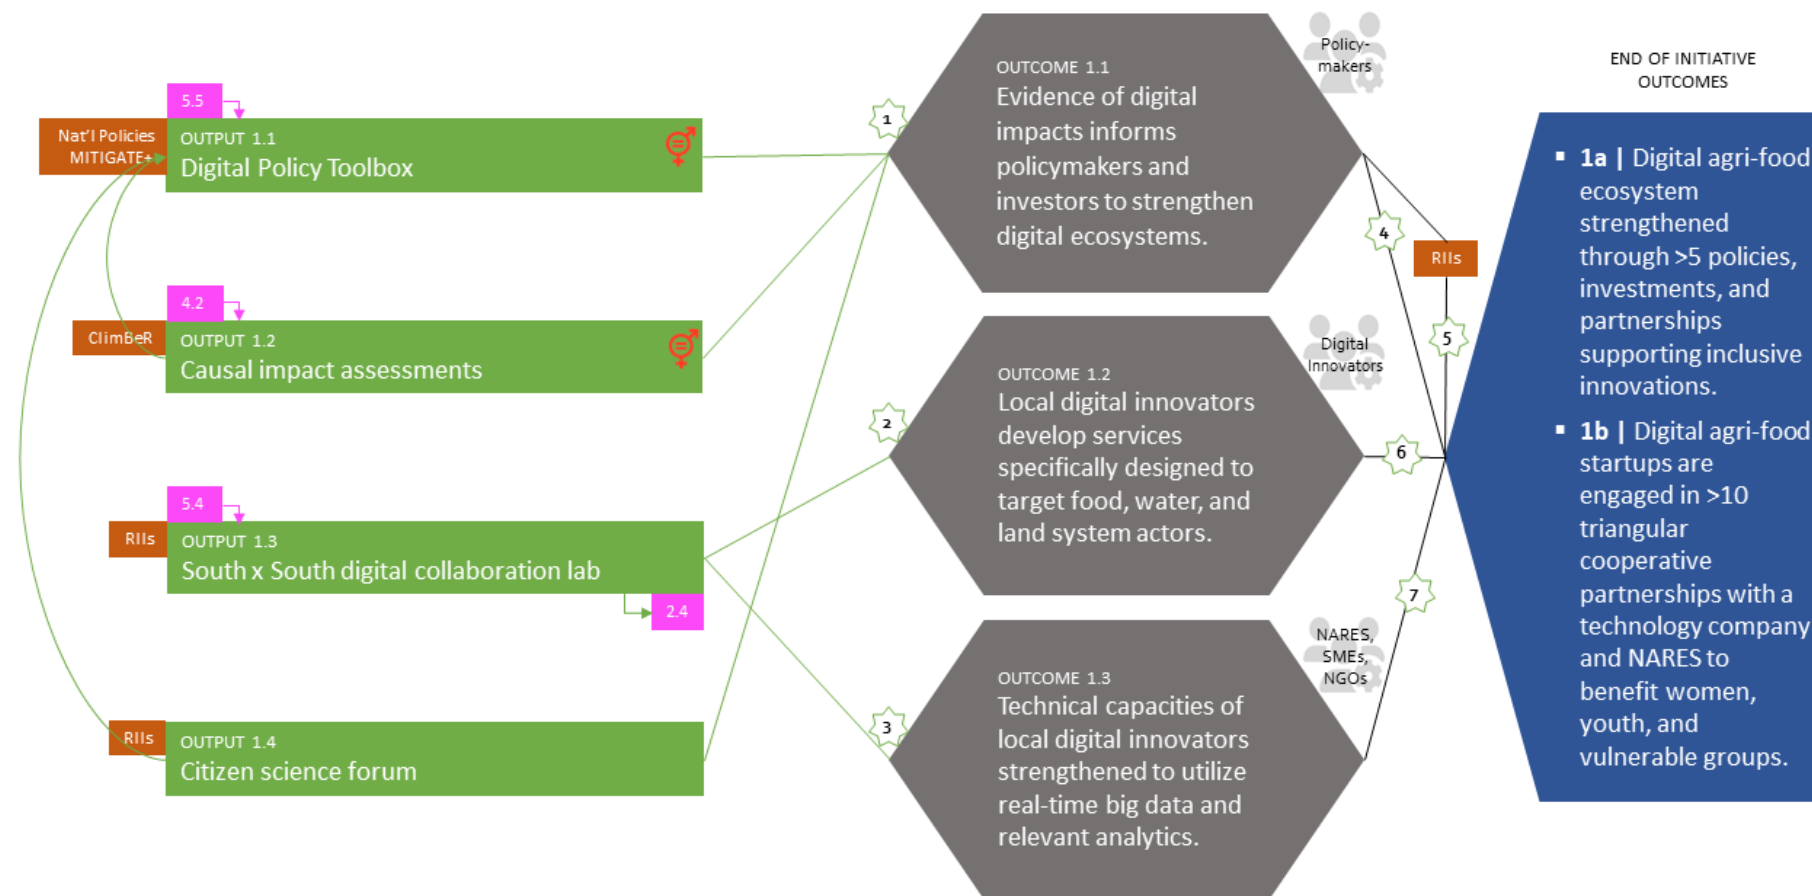 5.5
Nat'l Policies
MITIGATE+
OUTPUT 1.1
Digital Policy Toolbox
4.2
ClimBeR
OUTPUT 1.2
Causal impact assessments
5.4
RIIs
OUTPUT 1.3
South x South digital collaboration lab
2.4
RIIs
OUTPUT 1.4
Citizen science forum
1
OUTCOME 1.1
Evidence of digital
impacts informs
policymakers and
investors to strengthen
digital ecosystems.
Policy-
makers
2
OUTCOME 1.2
Local digital innovators
develop services
specifically designed to
target food, water, and
land system actors.
Digital
Innovators
3
OUTCOME 1.3
Technical capacities of
local digital innovators
strengthened to utilize
real-time big data and
relevant analytics.
NARES,
SMEs,
NGOs
4
RIIs
5
6
7
END OF INITIATIVE
OUTCOMES
▪ 1a | Digital agri-food
ecosystem
strengthened
through >5 policies,
investments, and
partnerships
supporting inclusive
innovations.
▪ 1b | Digital agri-food
startups are
engaged in >10
triangular
cooperative
partnerships with a
technology company
and NARES to
benefit women,
youth, and
vulnerable groups.